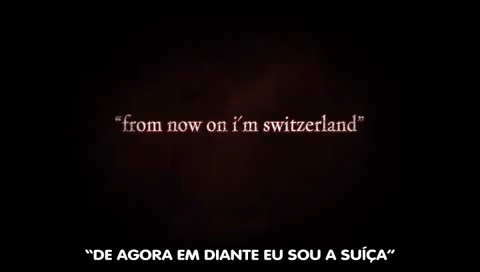 “from now on i´m switzerland”
“DE AGORA EM DIANTE EU SOU A SUÍÇA”